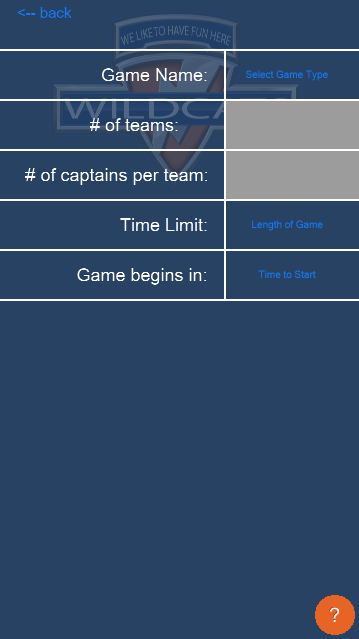 <-- back
WE LIKE TO HAVE FUN HERE
Game Name:
Select Game Type
WILDCATS
# of teams:
# of captains per team:
Time Limit:
Length of Game
Game begins in:
Time to Start
?